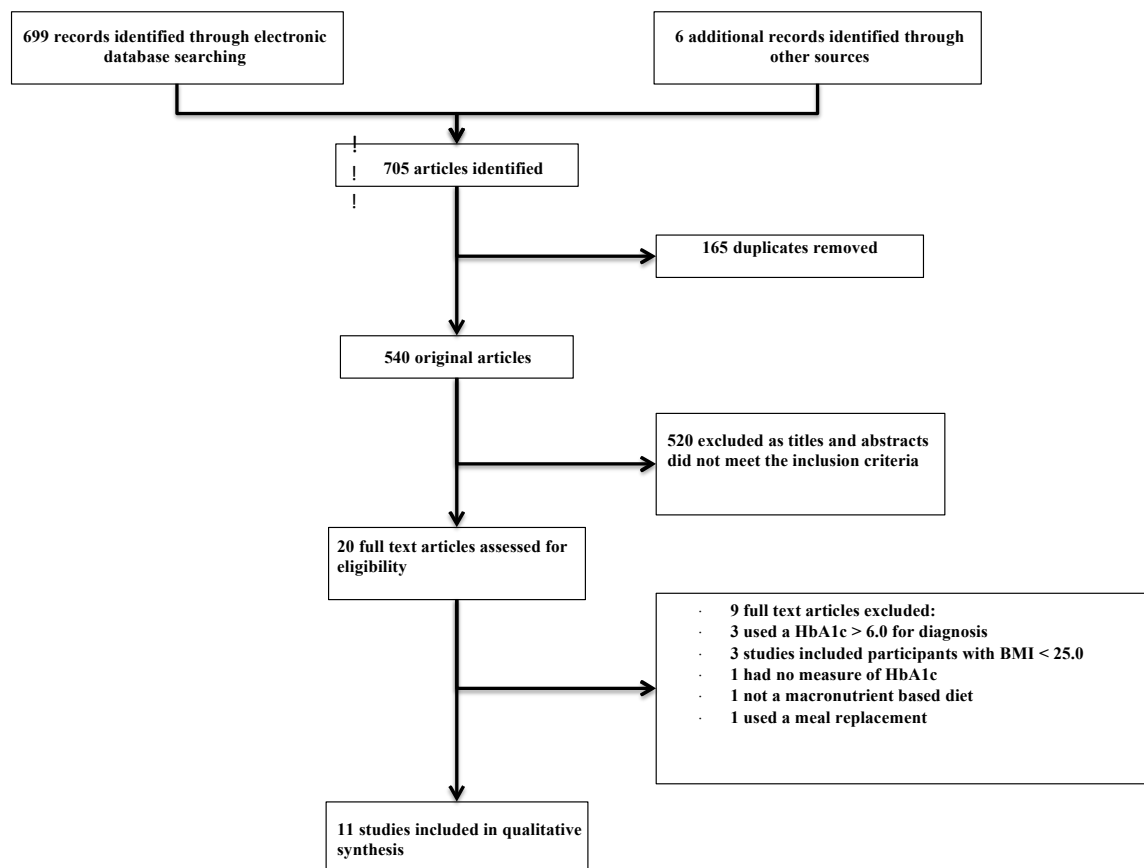 699 records identified through electronic
database searching
6 additional records identified through
other sources
!
705 articles identified
!
!
165 duplicates removed
540 original articles
520 excluded as titles and abstracts
did not meet the inclusion criteria
20 full text articles assessed for
eligibility
· 9 full text articles excluded:
· 3 used a HbA1c > 6.0 for diagnosis
· 3 studies included participants with BMI < 25.0
· 1 had no measure of HbA1c
· 1 not a macronutrient based diet
· 1 used a meal replacement
11 studies included in qualitative
synthesis